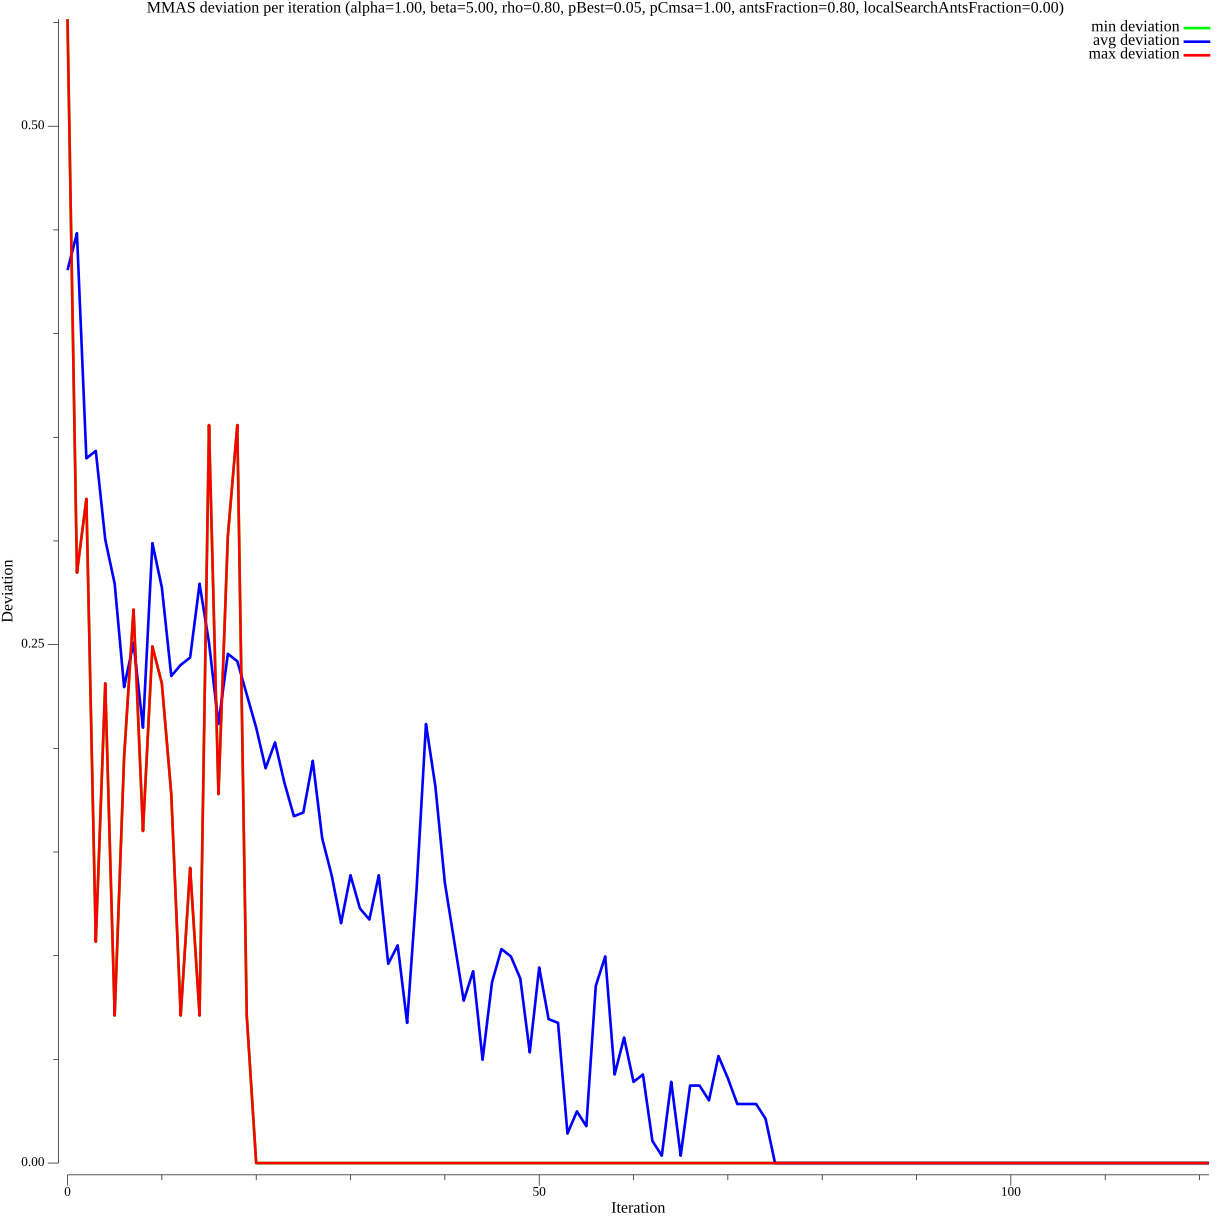 MMAS deviation per iteration (alpha=1.00, beta=5.00, rho=0.80, pBest=0.05, pCmsa=1.00, antsFraction=0.80, localSearchAntsFraction=0.00)
min deviation
avg deviation
max deviation
0.50
Deviation
0.25
0.00
0
50
100
Iteration